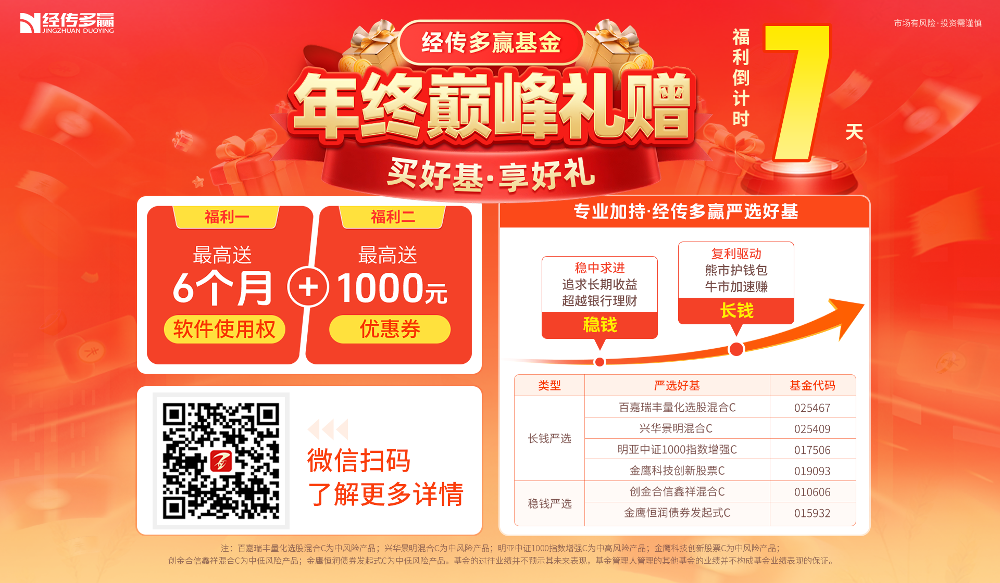 经传多赢
JINGZHUAN DUOYING
市场有风险·投资需谨慎
经传多赢基金
年终巅峰礼赠
买好基·享好礼
福利倒计时
7
天
福利一
最高送
6个月
软件使用权
+
福利二
最高送
1000元
优惠券
微信扫码
了解更多详情
专业加持·经传多赢严选好基
稳中求进
追求长期收益
超越银行理财
稳钱
复利驱动
熊市护钱包
牛市加速赚
长钱
类型 严选好基 基金代码
长钱严选
百嘉瑞丰量化选股混合C 025467
兴华景明混合C 025409
明亚中证1000指数增强C 017506
金鹰科技创新股票C 019093
稳钱严选
创金合信鑫祥混合C 010606
金鹰恒润债券发起式C 015932
注：百嘉瑞丰量化选股混合C为中风险产品；兴华景明混合C为中风险产品；明亚中证1000指数增强C为中高风险产品；金鹰科技创新股票C为中风险产品；
创金合信鑫祥混合C为中低风险产品；金鹰恒润债券发起式C为中低风险产品。基金的过往业绩并不预示其未来表现，基金管理人管理的其他基金的业绩并不构成基金业绩表现的保证。